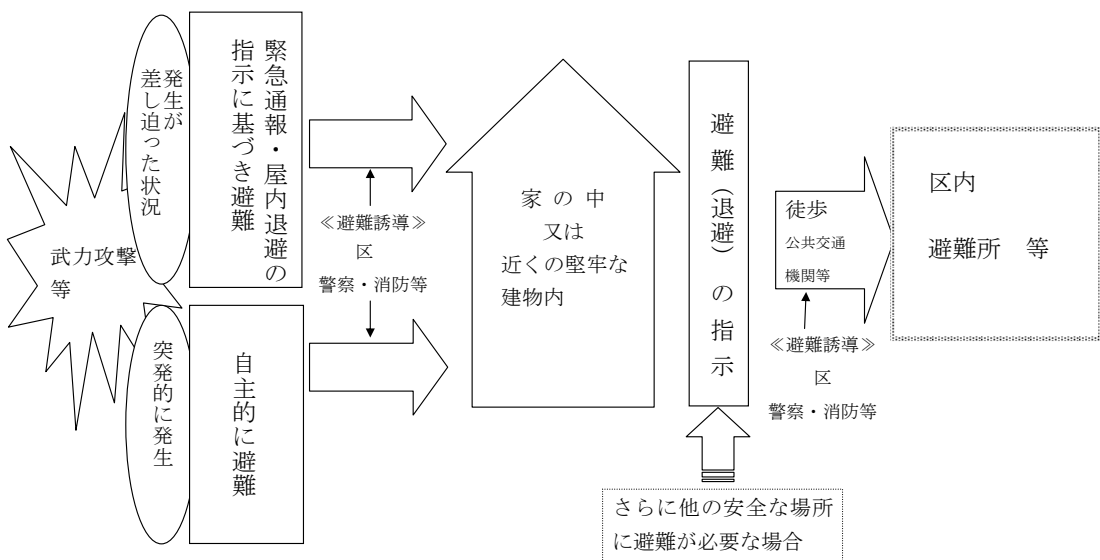 武力攻撃
等
発生が
差し迫った状況
緊急通報・屋内退避の
指示に基づき避難
突発的に発生
自主的に避難
≪避難誘導≫
区
警察・消防等
家の中
又は
近くの堅牢な
建物内
避難（退避）の指示
さらに他の安全な場所
に避難が必要な場合
徒歩
公共交通
機関等
≪避難誘導≫
区
警察・消防等
区内
避難所　等